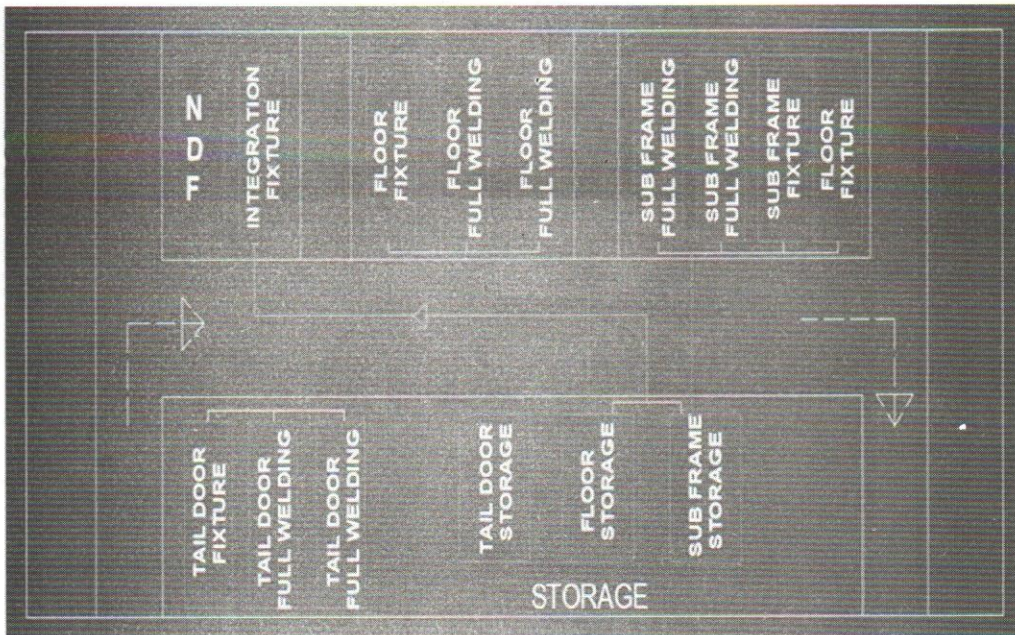 N D F
INTEGRATION
FIXTURE
FLOOR
FIXTURE
FLOOR
FULL WELDING
FLOOR
FULL WELDING
SUB FRAME
FULL WELDING
SUB FRAME
FULL WELDING
SUB FRAME
FIXTURE
FLOOR
FIXTURE
TAIL DOOR
FIXTURE
TAIL DOOR
FULL WELDING
TAIL DOOR
FULL WELDING
TAIL DOOR
STORAGE
FLOOR
STORAGE
SUB FRAME
STORAGE
STORAGE